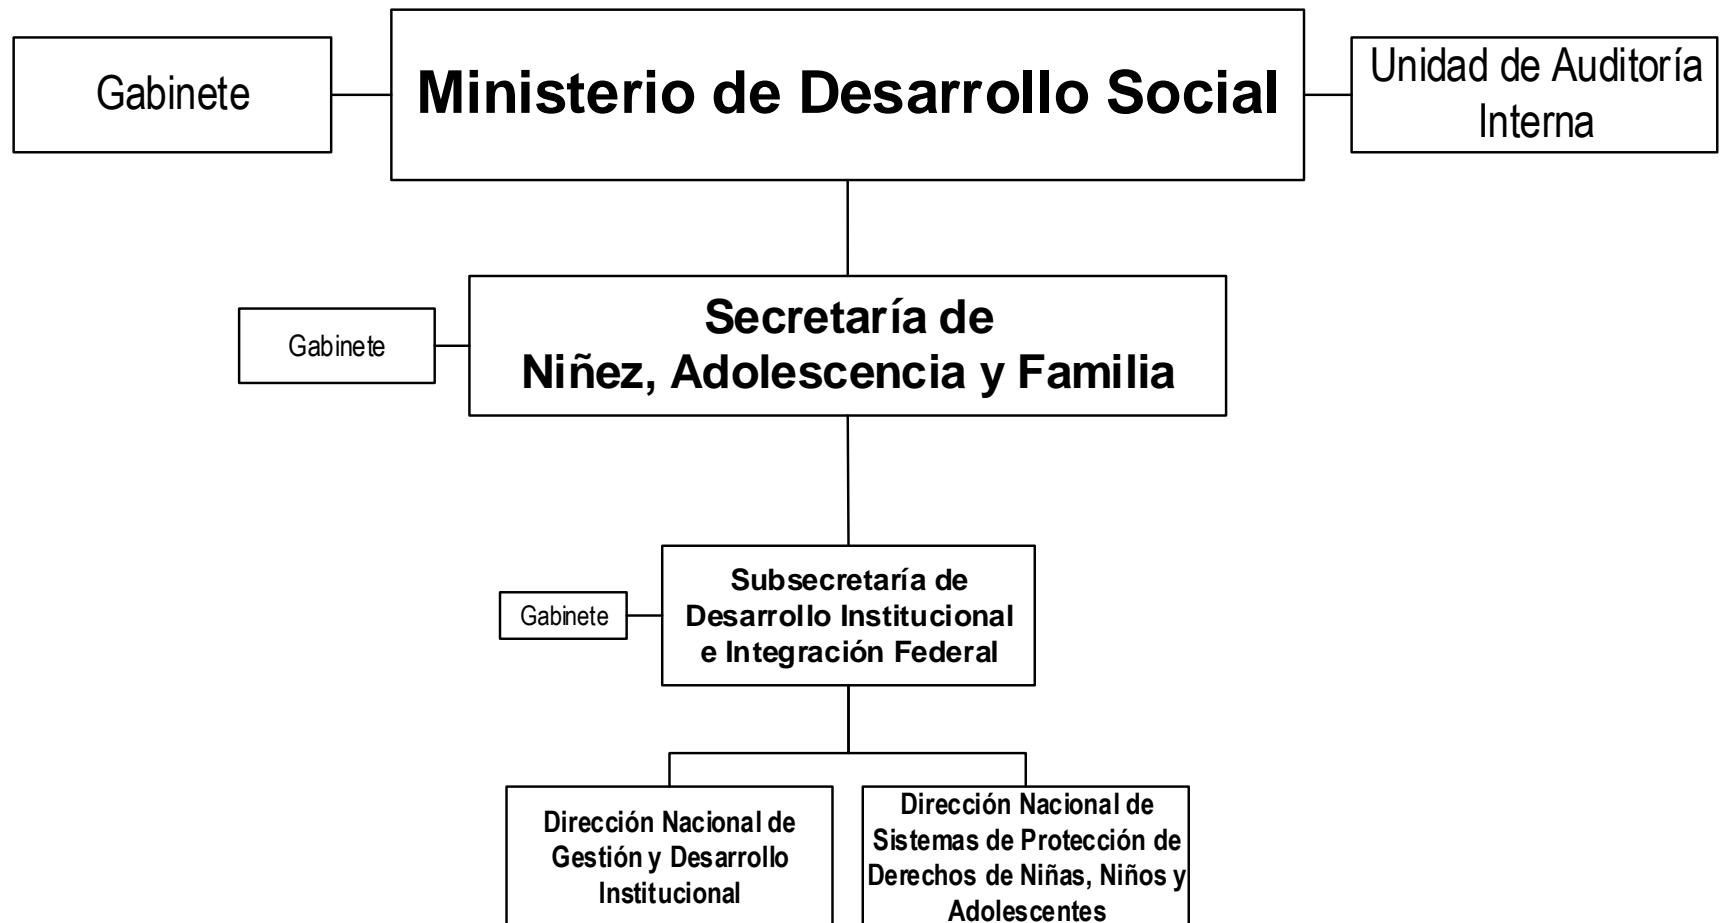 Gabinete
Ministerio de Desarrollo Social
Unidad de Auditoría
Interna
Gabinete
Secretaría de
Niñez, Adolescencia y Familia
Gabinete
Subsecretaría de
Desarrollo Institucional
e Integración Federal
Dirección Nacional de
Gestión y Desarrollo
Institucional
Dirección Nacional de
Sistemas de Protección de
Derechos de Niñas, Niños y
Adolescentes